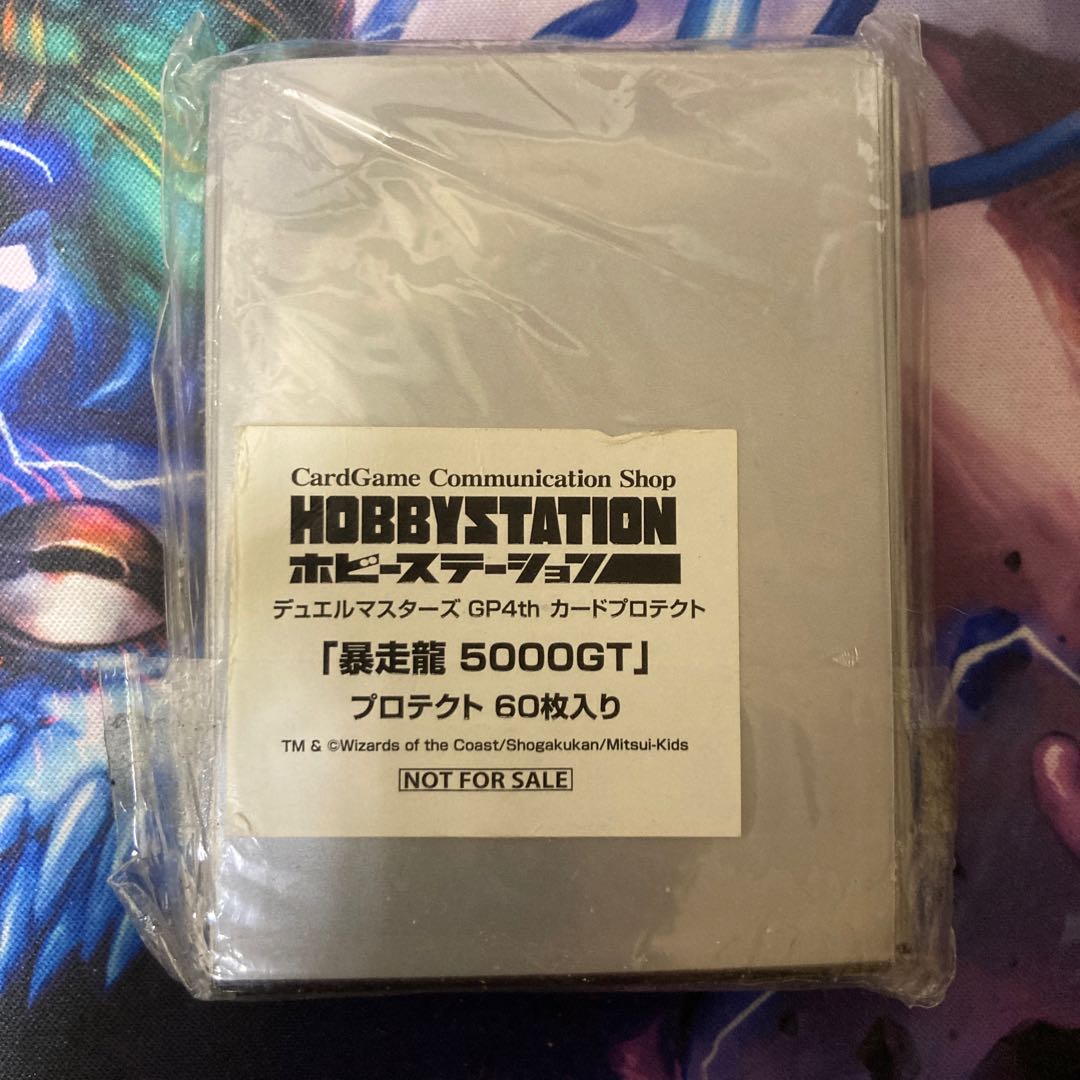 CardGame Communication Shop
HOBBYSTATION
ホビーステーション
デュエルマスターズ GP4th カードプロテクト
「暴走龍 5000GT」
プロテクト 60枚入り
TM & ©Wizards of the Coast/Shogakukan/Mitsui-Kids
NOT FOR SALE